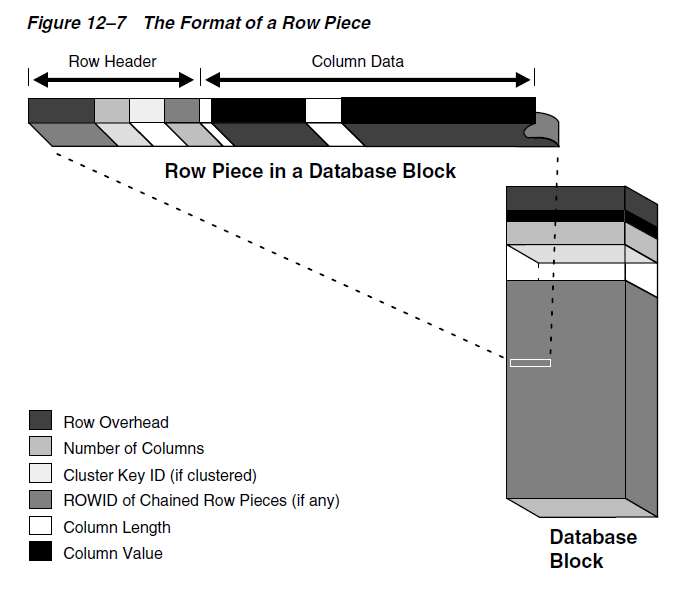 Figure 12–7 The Format of a Row Piece
Row Header
Column Data
Row Piece in a Database Block
Row Overhead
Number of Columns
Cluster Key ID (if clustered)
ROWID of Chained Row Pieces (if any)
Column Length
Column Value
Database
Block